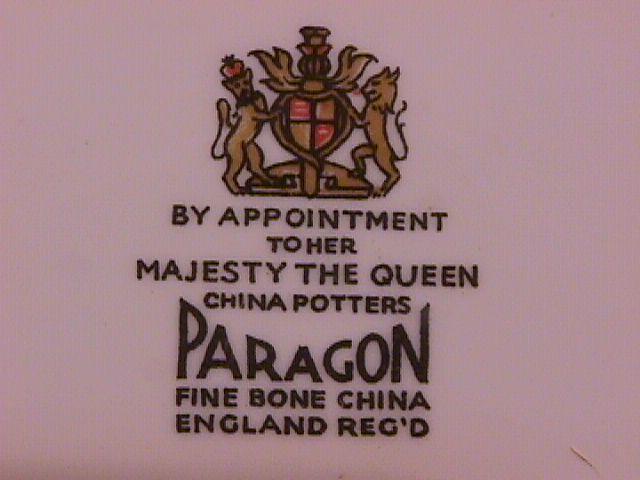 BY APPOINTMENT
TO HER
MAJESTY THE QUEEN
CHINA POTTERS
PARAGON
FINE BONE CHINA
ENGLAND REG'D